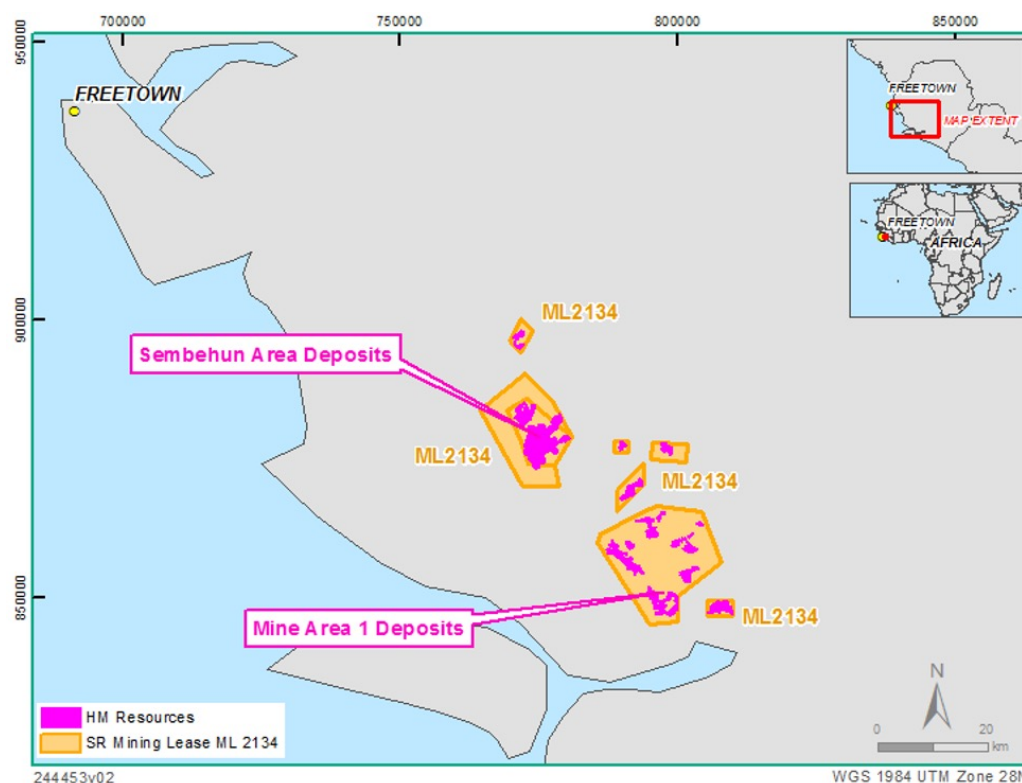 700000
750000
800000
850000
950000
900000
850000
FREETOWN
FREETOWN
MAP EXTENT
FREETOWN
AFRICA
ML2134
Sembehun Area Deposits
ML2134
ML2134
Mine Area 1 Deposits
ML2134
N
0 20
km
HM Resources
SR Mining Lease ML 2134
244453v02
WGS 1984 UTM Zone 28N